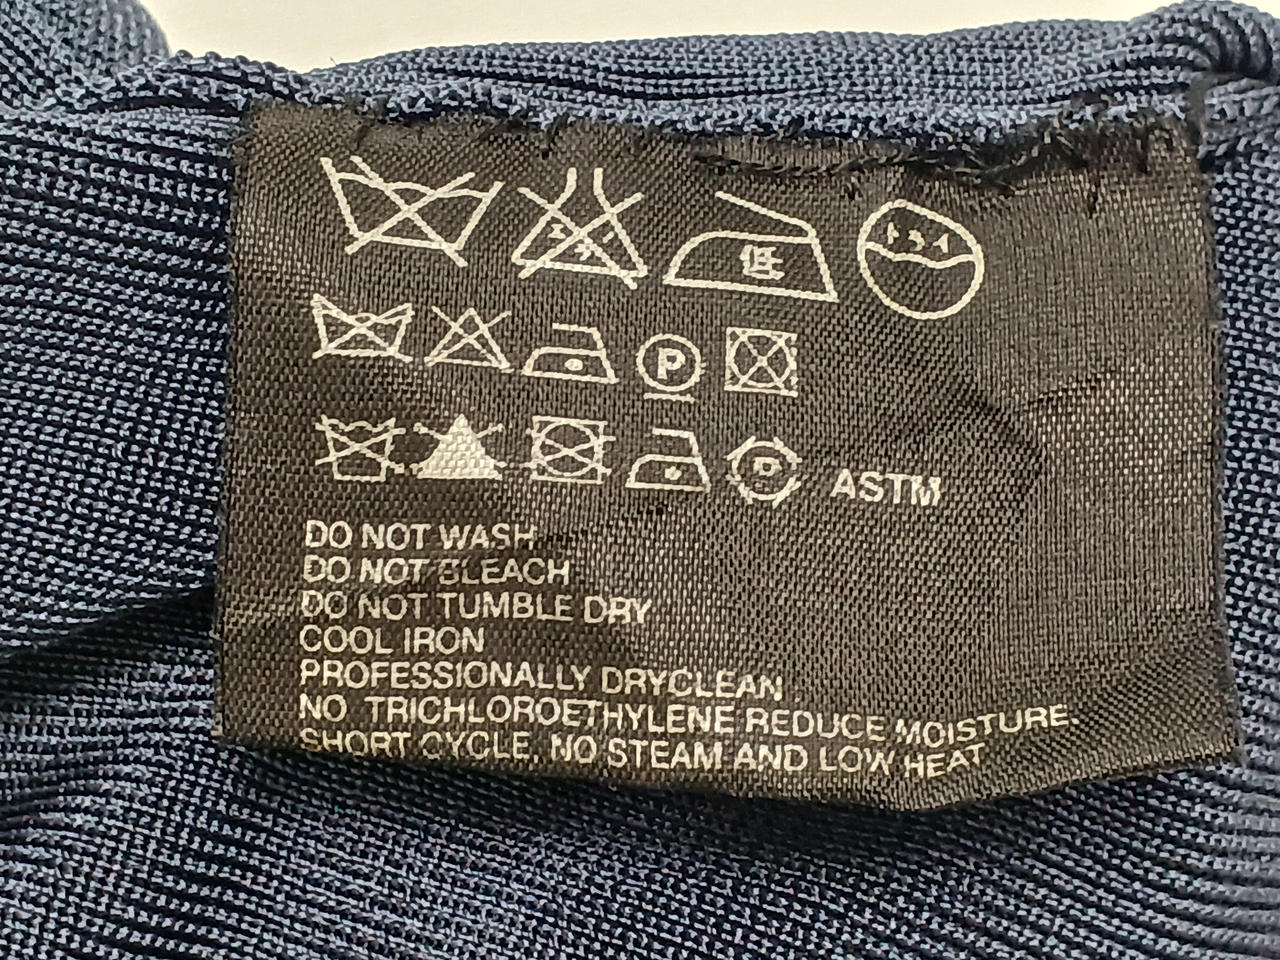 低
P
ASTM
DO NOT WASH
DO NOT BLEACH
DO NOT TUMBLE DRY
COOL IRON
PROFESSIONALLY DRYCLEAN
NO TRICHLOROETHYLENE REDUCE MOISTURE.
SHORT CYCLE, NO STEAM AND LOW HEAT